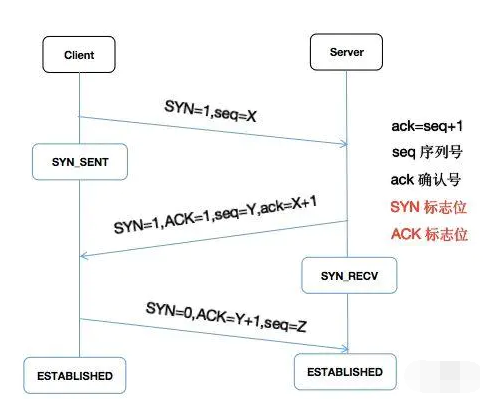 Client
Server
SYN=1,seq=X
ack=seq+1
SYN_SENT
seq 序列号
ack 确认号
SYN=1,ACK=1,seq=Y,ack=X+1
SYN 标志位
ACK 标志位
SYN_RECV
SYN=0,ACK=Y+1,seq=Z
ESTABLISHED
ESTABLISHED